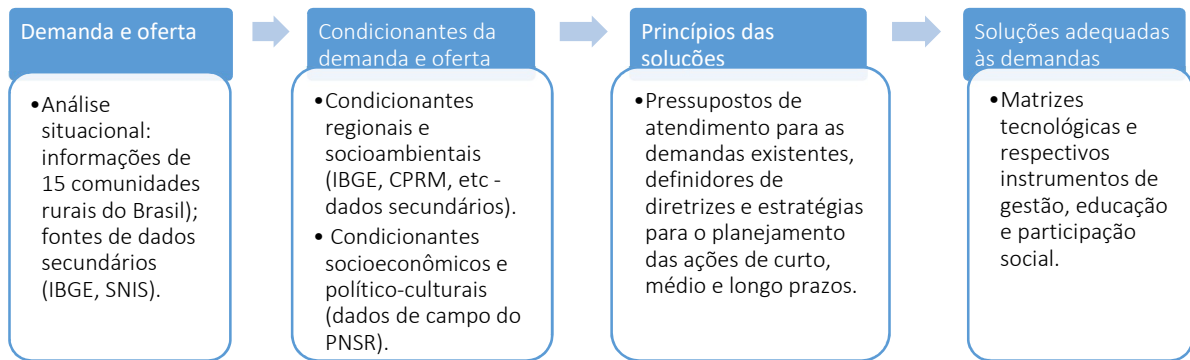 Demanda e oferta
•Análise
situacional:
informações de
15 comunidades
rurais do Brasil);
fontes de dados
secundários
(IBGE, SNIS).
Condicionantes da
demanda e oferta
•Condicionantes
regionais e
socioambientais
(IBGE, CPRM, etc -
dados secundários).
• Condicionantes
socioeconômicos e
político-culturais
(dados de campo do
PNSR).
Princípios das
soluções
•Pressupostos de
atendimento para as
demandas existentes,
definidores de
diretrizes e estratégias
para o planejamento
das ações de curto,
médio e longo prazos.
Soluções adequadas
às demandas
•Matrizes
tecnológicas e
respectivos
instrumentos de
gestão, educação
e participação
social.